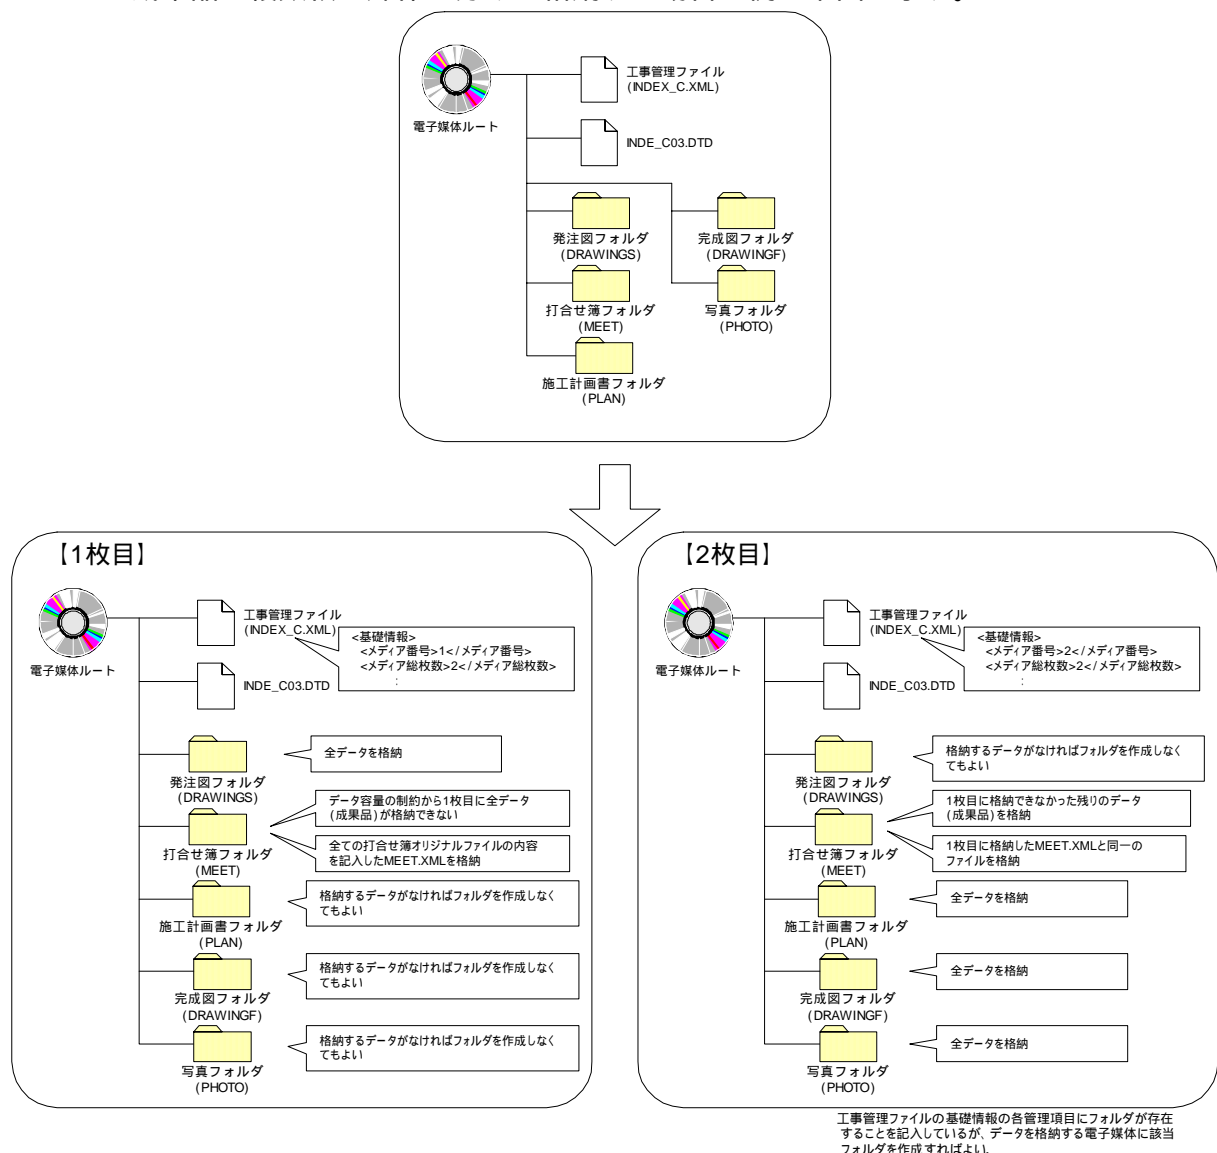 工事管理ファイル
(INDEX_C.XML)
電子媒体ルート
INDE_C03.DTD
発注図フォルダ
(DRAWINGS)
完成図フォルダ
(DRAWINGF)
打合せ簿フォルダ
(MEET)
写真フォルダ
(PHOTO)
施工計画書フォルダ
(PLAN)
【1枚目】
工事管理ファイル
(INDEX_C.XML)
<基礎情報>
<メディア番号>1</メディア番号>
<メディア総枚数>2</メディア総枚数>
:
電子媒体ルート
INDE_C03.DTD
全データを格納
発注図フォルダ
(DRAWINGS)
データ容量の制約から1枚目に全データ
(成果品)が格納できない
全ての打合せ簿オリジナルファイルの内容
を記入したMEET.XMLを格納
打合せ簿フォルダ
(MEET)
格納するデータがなければフォルダを作成しなく
てもよい
施工計画書フォルダ
(PLAN)
格納するデータがなければフォルダを作成しなく
てもよい
完成図フォルダ
(DRAWINGF)
格納するデータがなければフォルダを作成しなく
てもよい
写真フォルダ
(PHOTO)
【2枚目】
工事管理ファイル
(INDEX_C.XML)
<基礎情報>
<メディア番号>2</メディア番号>
<メディア総枚数>2</メディア総枚数>
:
電子媒体ルート
INDE_C03.DTD
格納するデータがなければフォルダを作成しなく
てもよい
発注図フォルダ
(DRAWINGS)
1枚目に格納できなかった残りのデータ
(成果品)を格納
1枚目に格納したMEET.XMLと同一の
ファイルを格納
打合せ簿フォルダ
(MEET)
全データを格納
施工計画書フォルダ
(PLAN)
全データを格納
完成図フォルダ
(DRAWINGF)
全データを格納
写真フォルダ
(PHOTO)
工事管理ファイルの基礎情報の各管理項目にフォルダが存在
することを記入しているが、データを格納する電子媒体に該当
フォルダを作成すればよい。